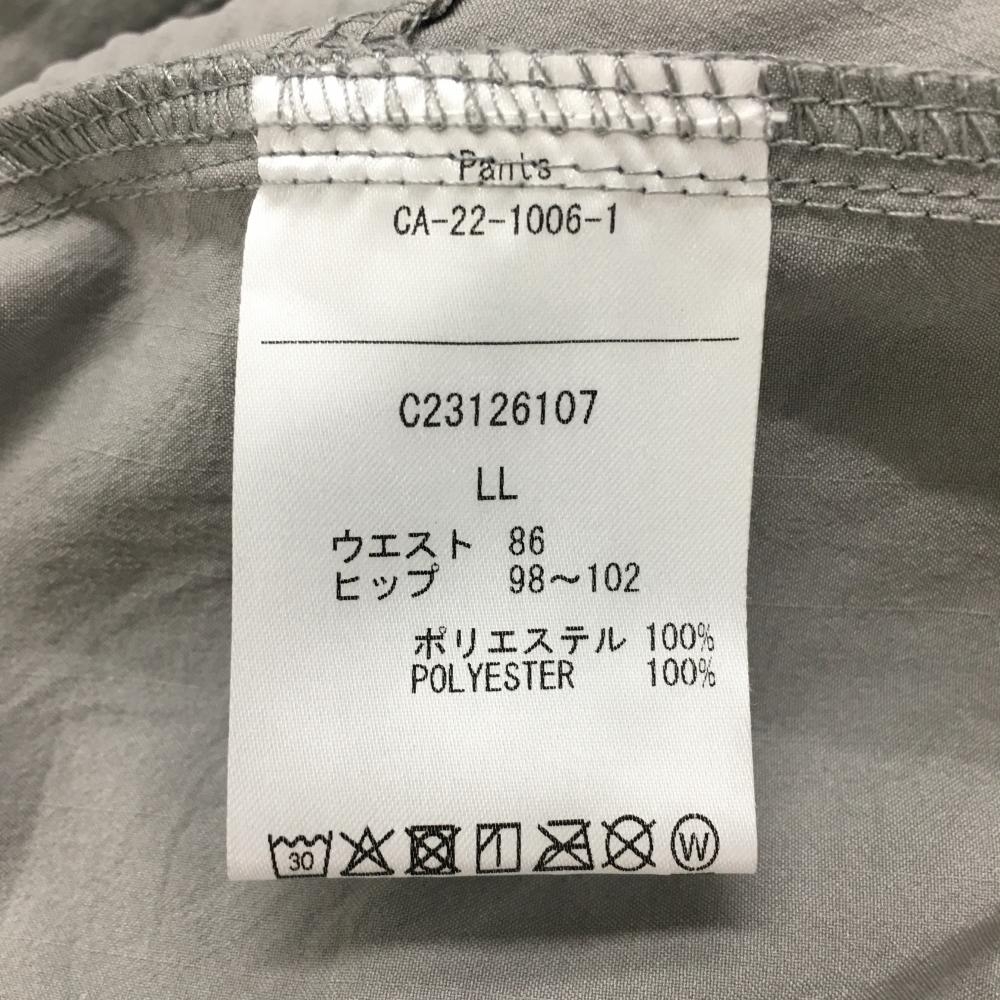 Pants
CA-22-1006-1
C23126107
LL
ウエスト 86
ヒップ 98～102
ポリエステル 100%
POLYESTER 100%
30 W